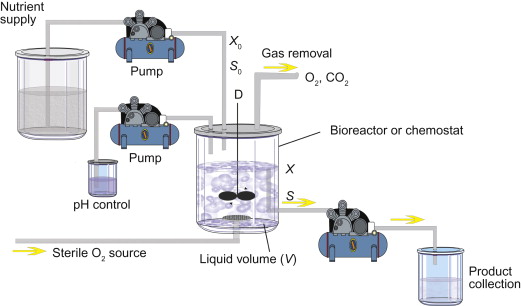 Nutrient
supply
Pump
X₀
S₀
D
Gas removal
O₂, CO₂
Pump
Bioreactor or chemostat
pH control
X
S
Sterile O₂ source
Liquid volume (V)
Product
collection